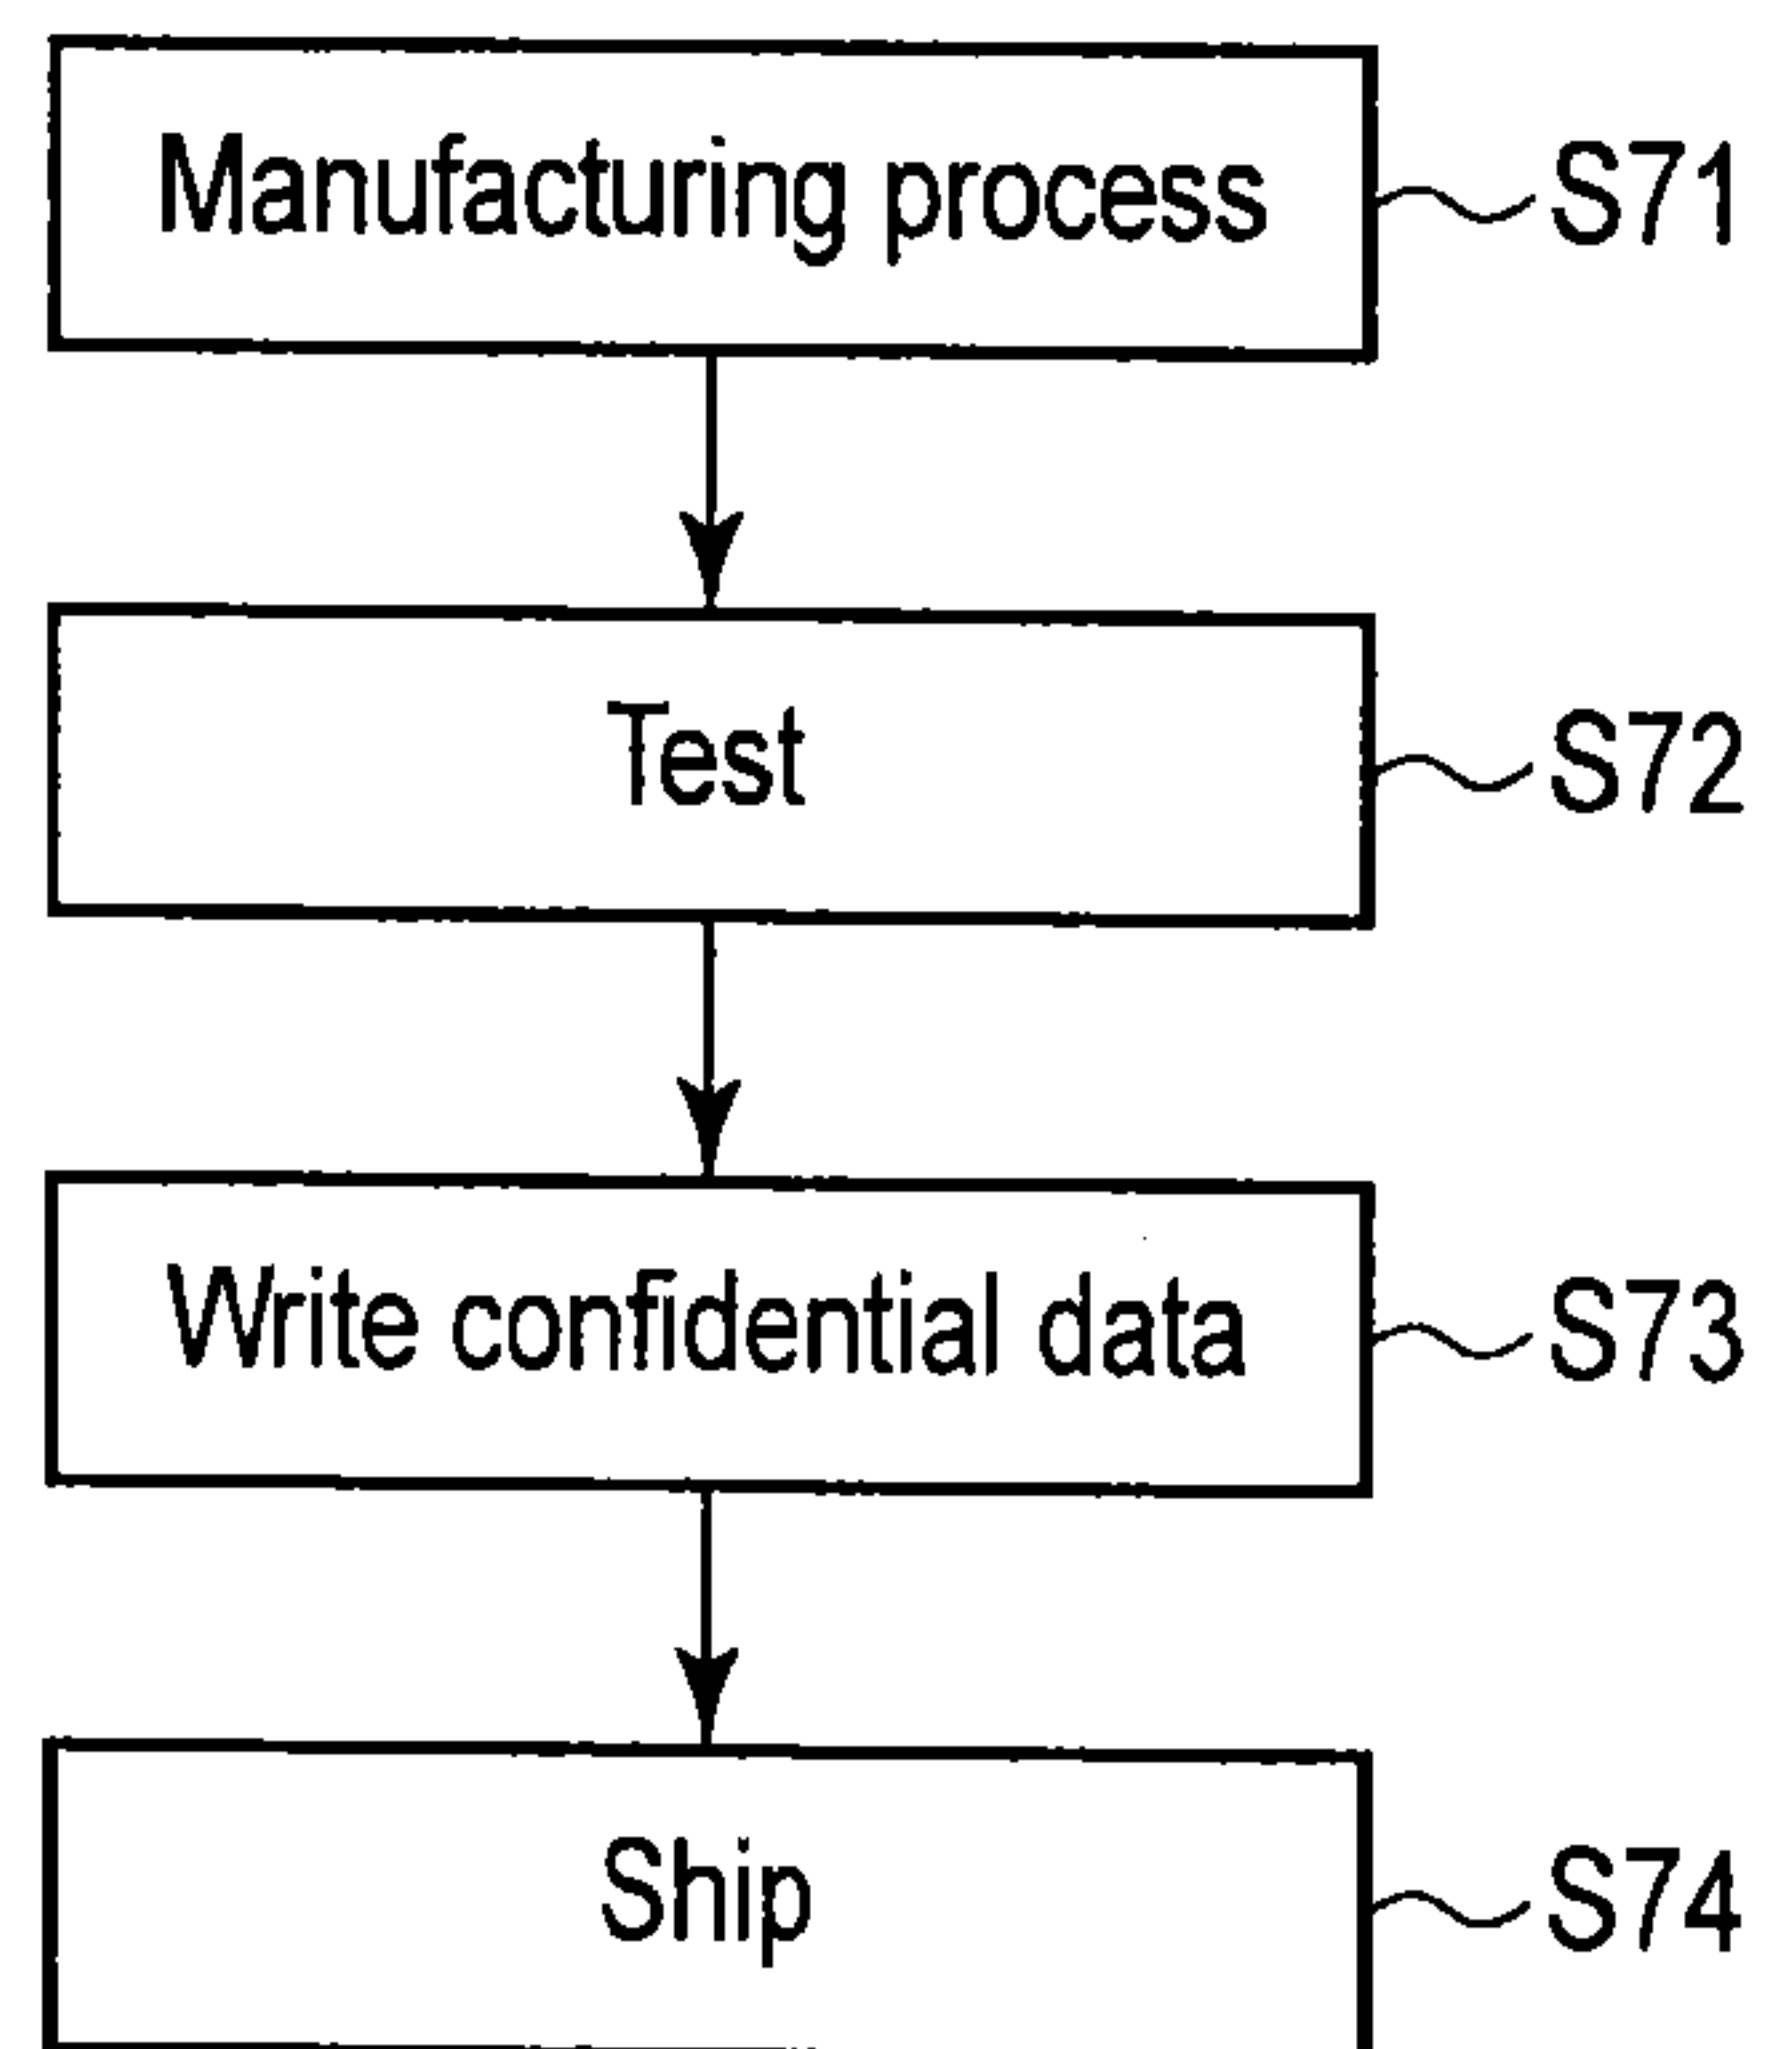 Manufacturing process S71
Test S72
Write confidential data S73
Ship S74